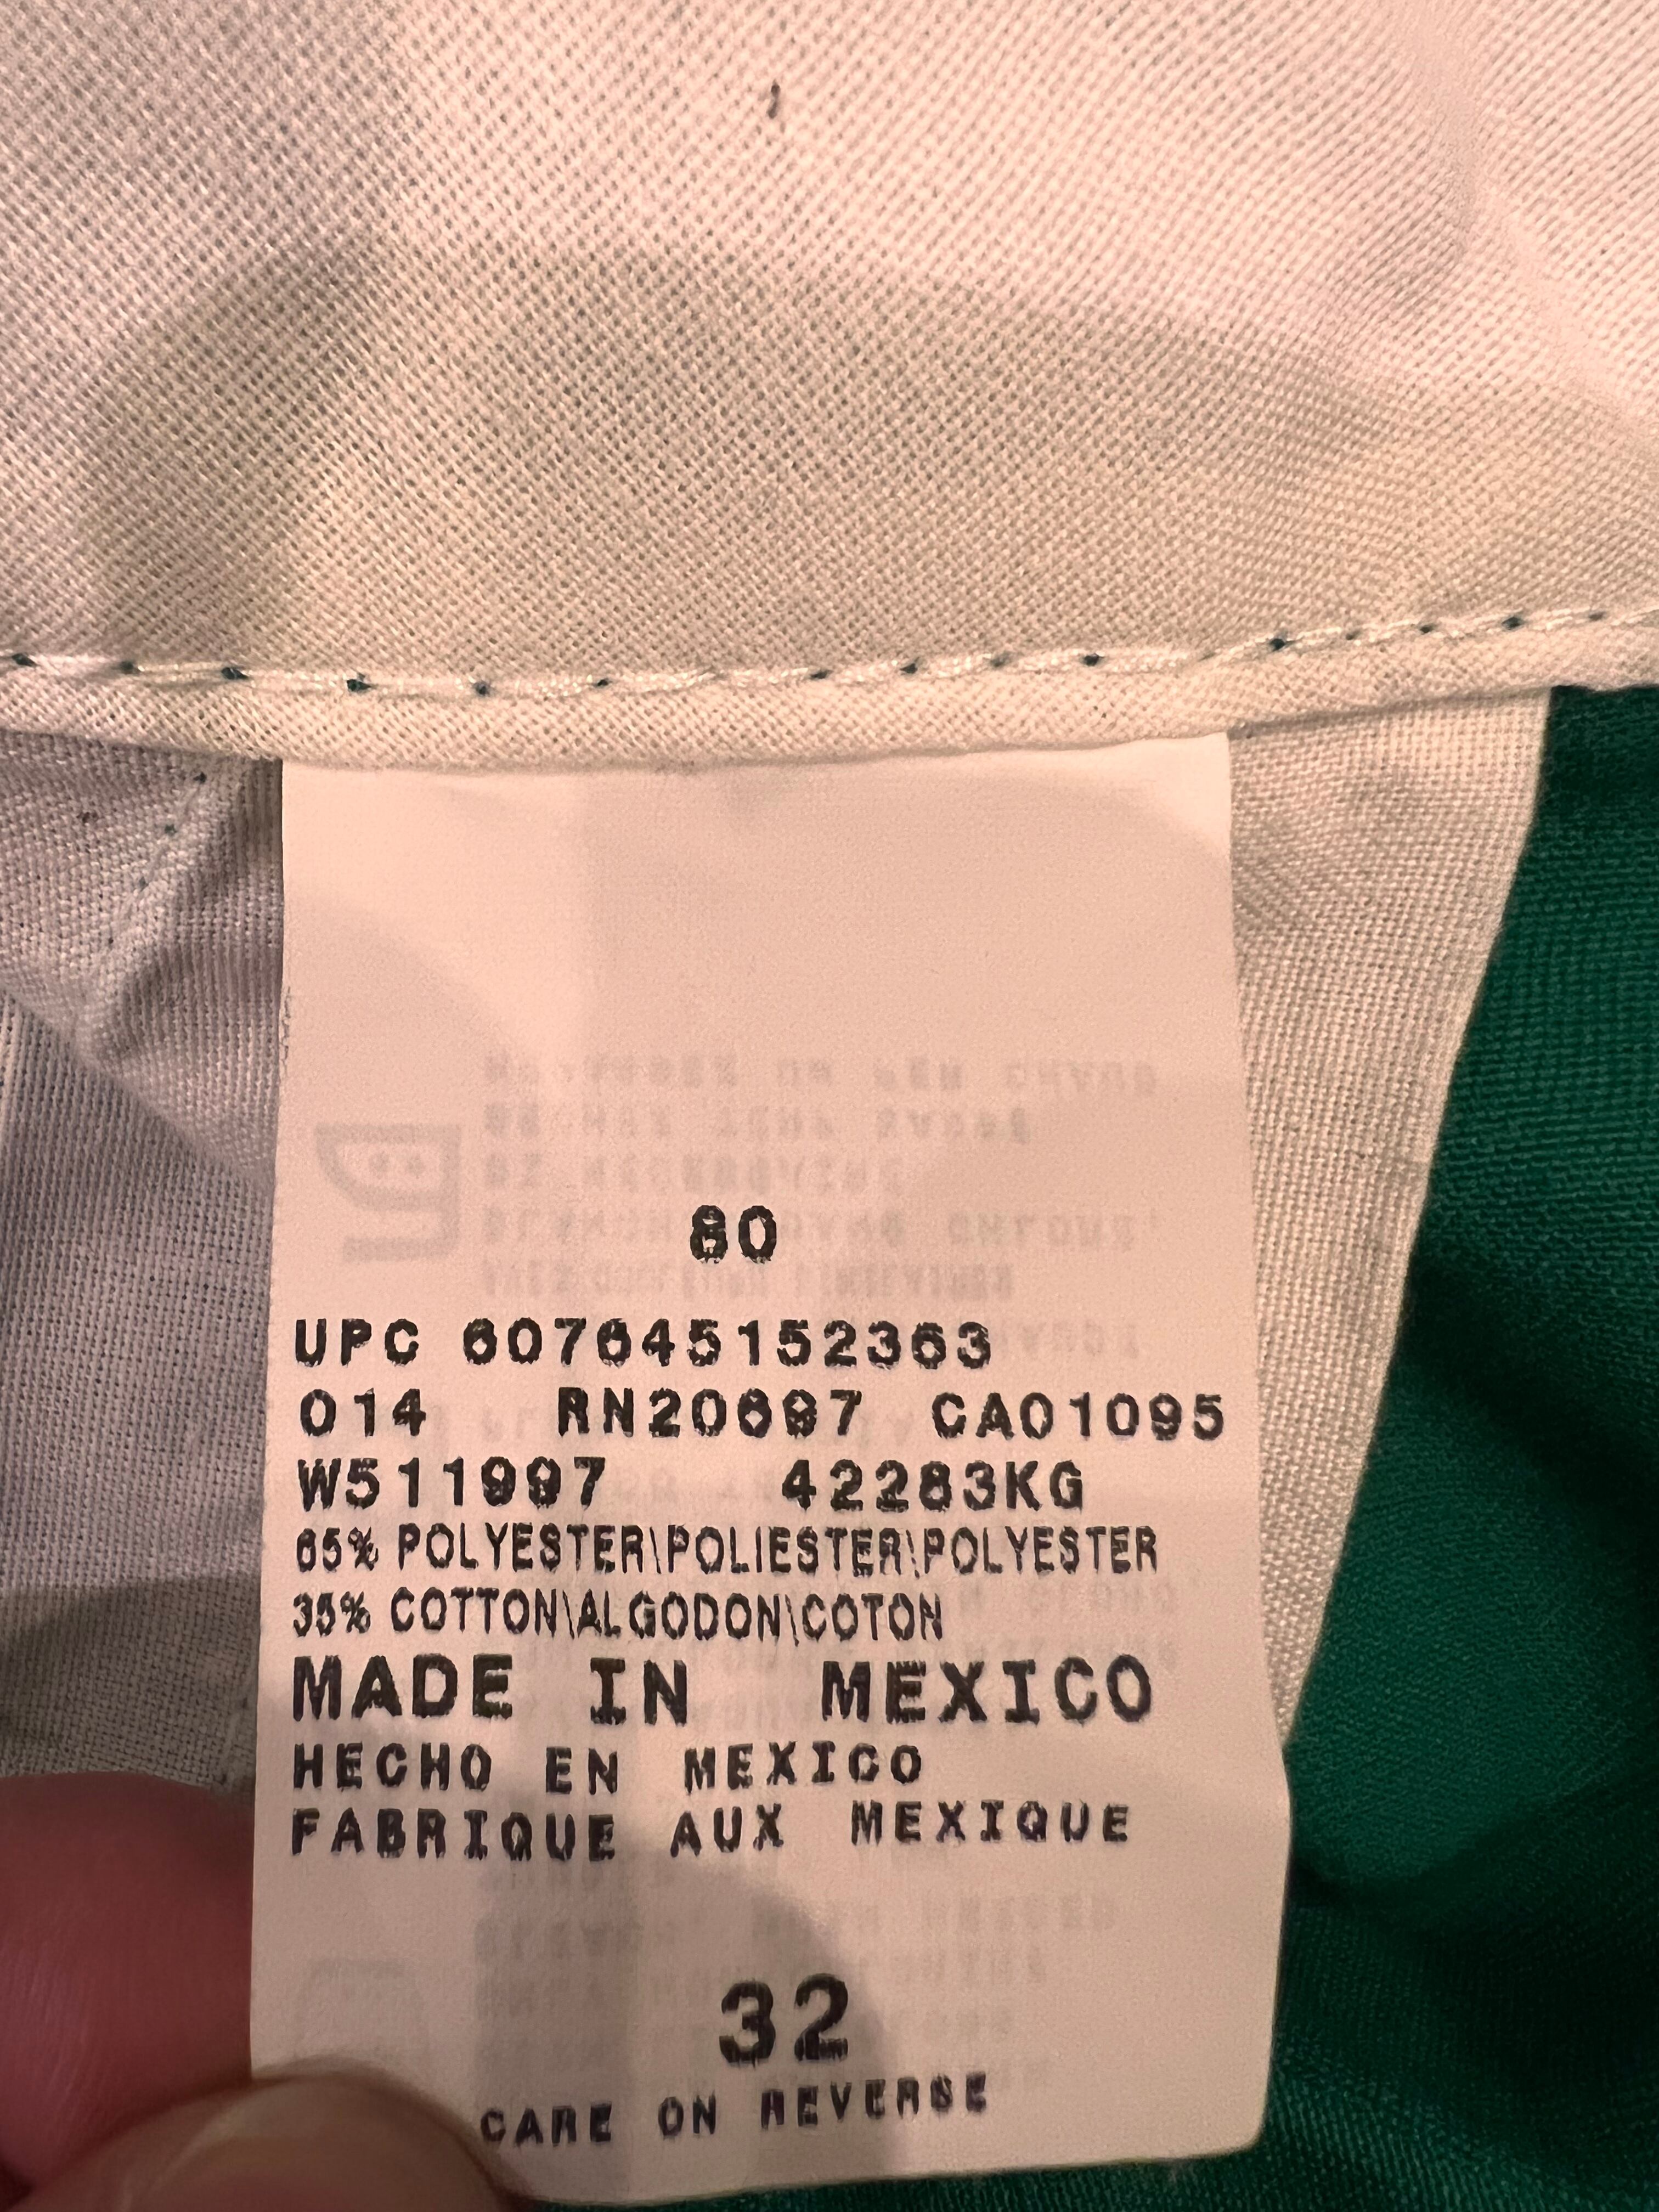 80
UPC 607645152363
014 RN20697 CA01095
W511997 42283KG
65% POLYESTER\POLIESTER\POLYESTER
35% COTTON\ALGODON\COTON
MADE IN MEXICO
HECHO EN MEXICO
FABRIQUE AUX MEXIQUE
32
CARE ON REVERSE